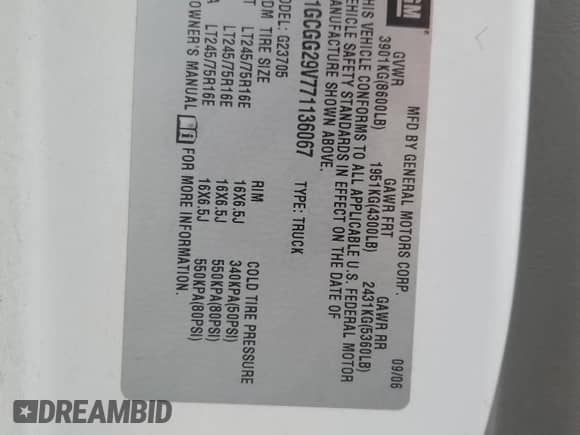 GM
MFD BY GENERAL MOTORS CORP. 09/06
GVWR GAWR FRT GAWR RR
3901KG(8600LB) 1951KG(4300LB) 2431KG(5360LB)
THIS VEHICLE CONFORMS TO ALL APPLICABLE U.S. FEDERAL MOTOR
VEHICLE SAFETY STANDARDS IN EFFECT ON THE DATE OF
MANUFACTURE SHOWN ABOVE.
1GCGG29V771136067 TYPE: TRUCK
MODEL: G23705
TIRE SIZE RIM COLD TIRE PRESSURE
LT245/75R16E 16X6.5J 340KPA(50PSI)
LT245/75R16E 16X6.5J 550KPA(80PSI)
LT245/75R16E 16X6.5J 550KPA(80PSI)
OWNER'S MANUAL FOR MORE INFORMATION.
DREAMBID